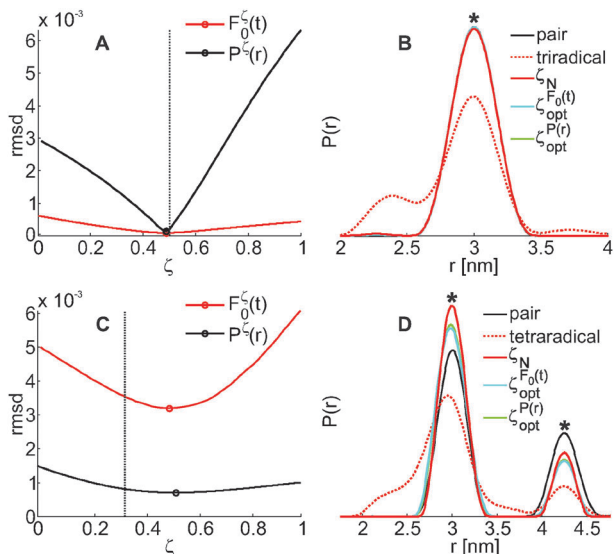 x 10⁻³
A
F₀^ζ(t)
P^ζ(r)
rmsd
6
5
4
3
2
1
0
0 0.2 0.4 0.6 0.8 1
ζ
B
*
pair
triradical
ζ_N
ζ_opt^F₀(t)
ζ_opt^P(r)
P(r)
2 2.5 3 3.5 4
r [nm]
x 10⁻³
C
F₀^ζ(t)
P^ζ(r)
rmsd
6
5
4
3
2
1
0
0 0.2 0.4 0.6 0.8 1
ζ
D
*
*
pair
tetraradical
ζ_N
ζ_opt^F₀(t)
ζ_opt^P(r)
P(r)
2 2.5 3 3.5 4 4.5
r [nm]